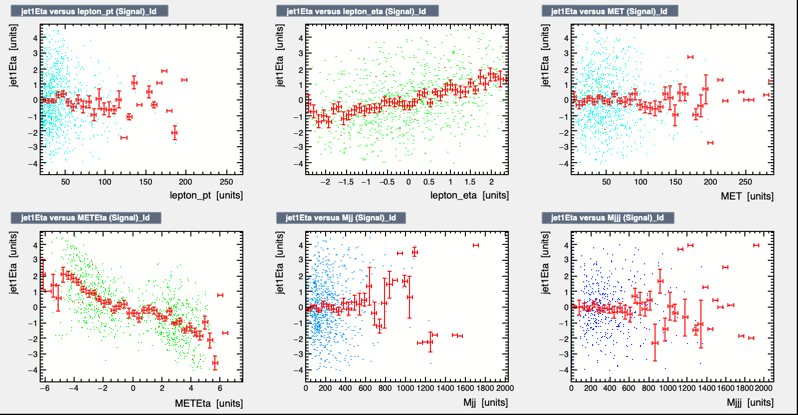 jet1Eta versus lepton_pt (Signal)_Id
jet1Eta versus lepton_eta (Signal)_Id
jet1Eta versus MET (Signal)_Id
jet1Eta [units]
4
3
2
1
0
−1
−2
−3
−4
50 100 150 200 250
lepton_pt [units]
jet1Eta [units]
4
3
2
1
0
−1
−2
−3
−4
−2 −1.5 −1 −0.5 0 0.5 1 1.5 2
lepton_eta [units]
jet1Eta [units]
4
3
2
1
0
−1
−2
−3
−4
50 100 150 200 250
MET [units]
jet1Eta versus METEta (Signal)_Id
jet1Eta versus Mjj (Signal)_Id
jet1Eta versus Mjjj (Signal)_Id
jet1Eta [units]
4
3
2
1
0
−1
−2
−3
−4
−6 −4 −2 0 2 4 6
METEta [units]
jet1Eta [units]
4
3
2
1
0
−1
−2
−3
−4
0 200 400 600 800 1000 1200 1400 1600 1800 2000
Mjj [units]
jet1Eta [units]
4
3
2
1
0
−1
−2
−3
−4
0 200 400 600 800 1000 1200 1400 1600 1800 2000
Mjjj [units]